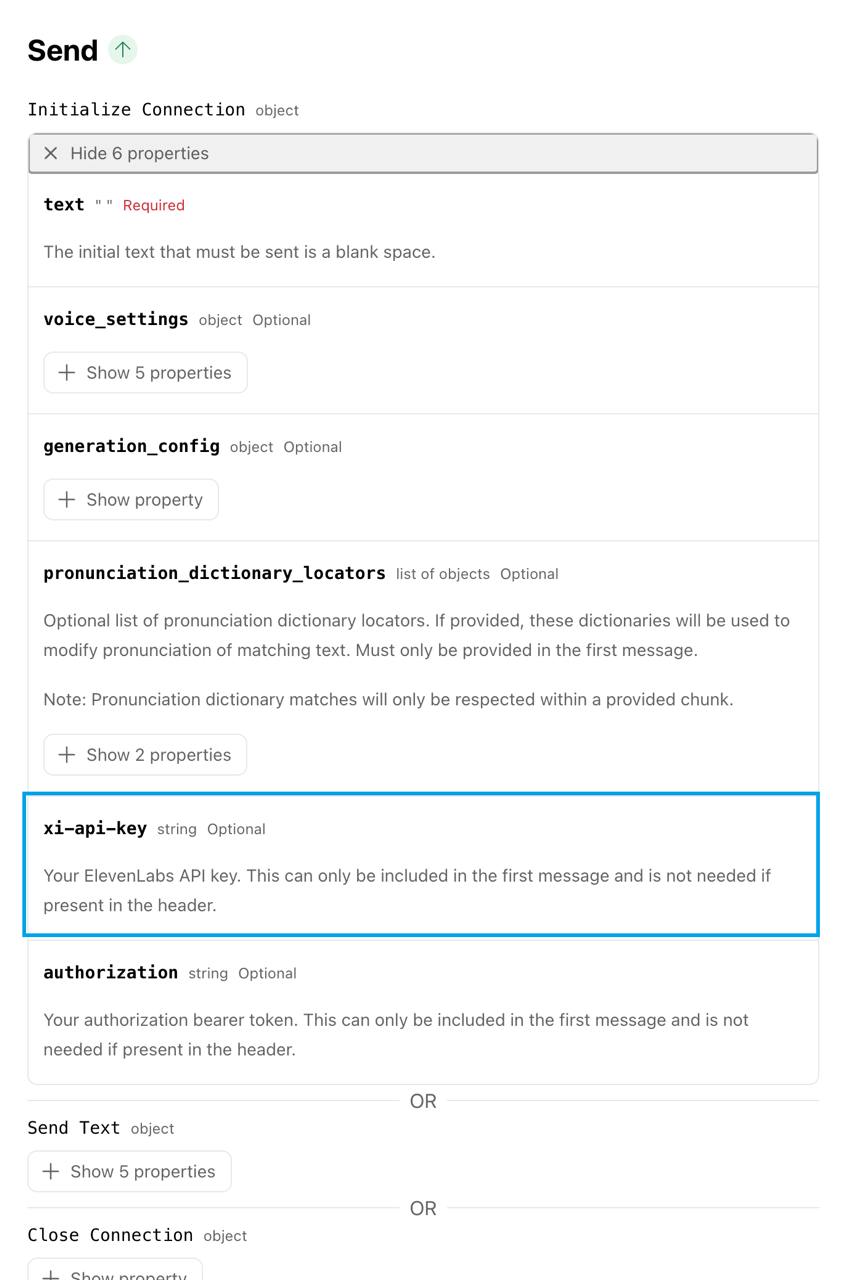 Send
Initialize Connection object
Hide 6 properties
text " " Required
The initial text that must be sent is a blank space.
voice_settings object Optional
Show 5 properties
generation_config object Optional
Show property
pronunciation_dictionary_locators list of objects Optional
Optional list of pronunciation dictionary locators. If provided, these dictionaries will be used to
modify pronunciation of matching text. Must only be provided in the first message.
Note: Pronunciation dictionary matches will only be respected within a provided chunk.
Show 2 properties
xi-api-key string Optional
Your ElevenLabs API key. This can only be included in the first message and is not needed if
present in the header.
authorization string Optional
Your authorization bearer token. This can only be included in the first message and is not
needed if present in the header.
OR
Send Text object
Show 5 properties
OR
Close Connection object
Show property